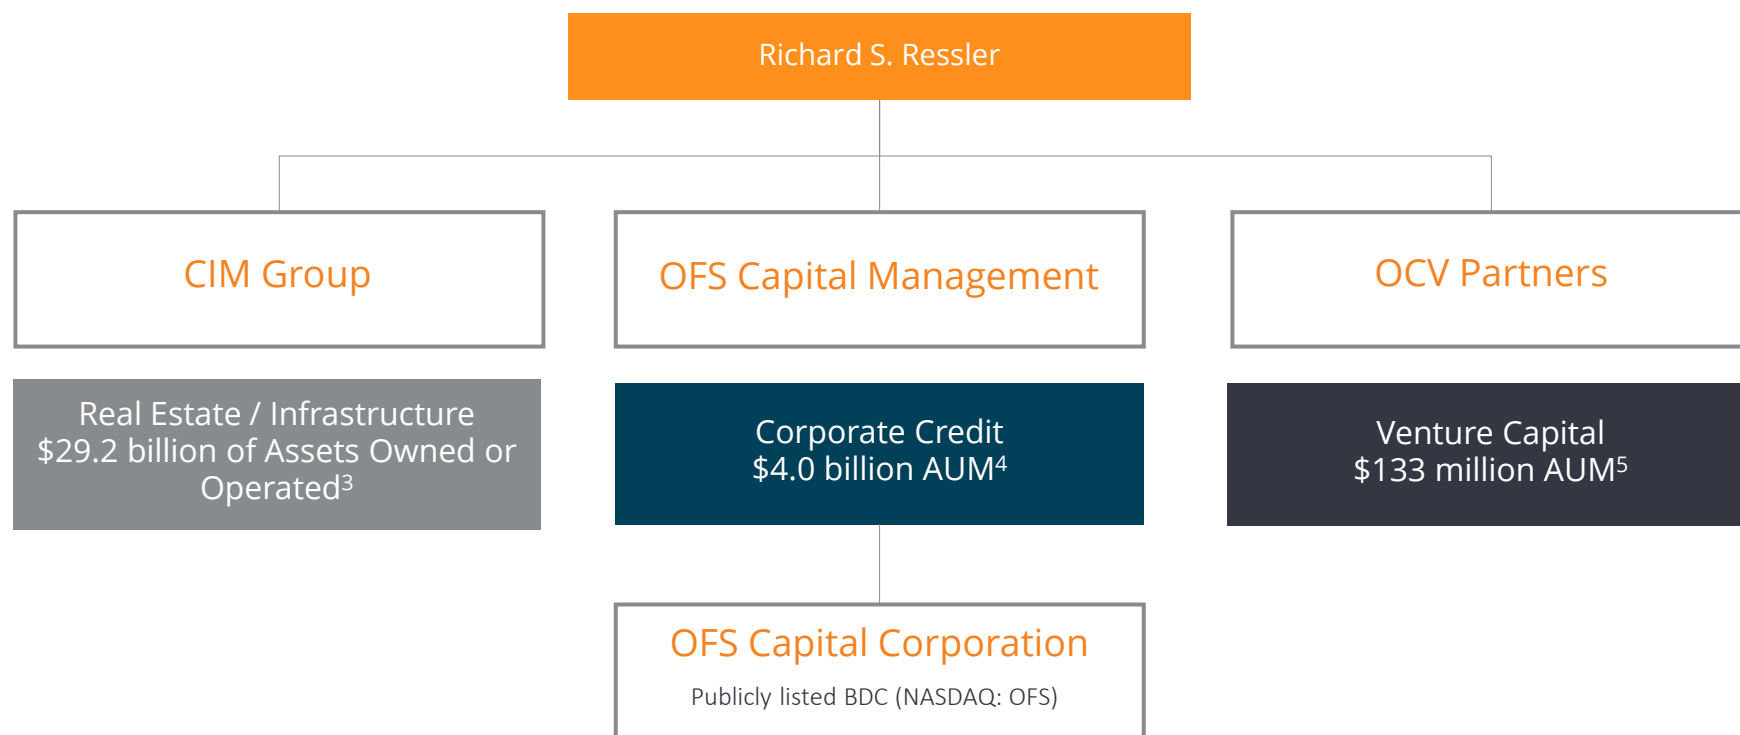 Richard S. Ressler
CIM Group
OFS Capital Management
OCV Partners
Real Estate / Infrastructure
$29.2 billion of Assets Owned or
Operated³
Corporate Credit
$4.0 billion AUM⁴
Venture Capital
$133 million AUM⁵
OFS Capital Corporation
Publicly listed BDC (NASDAQ: OFS)